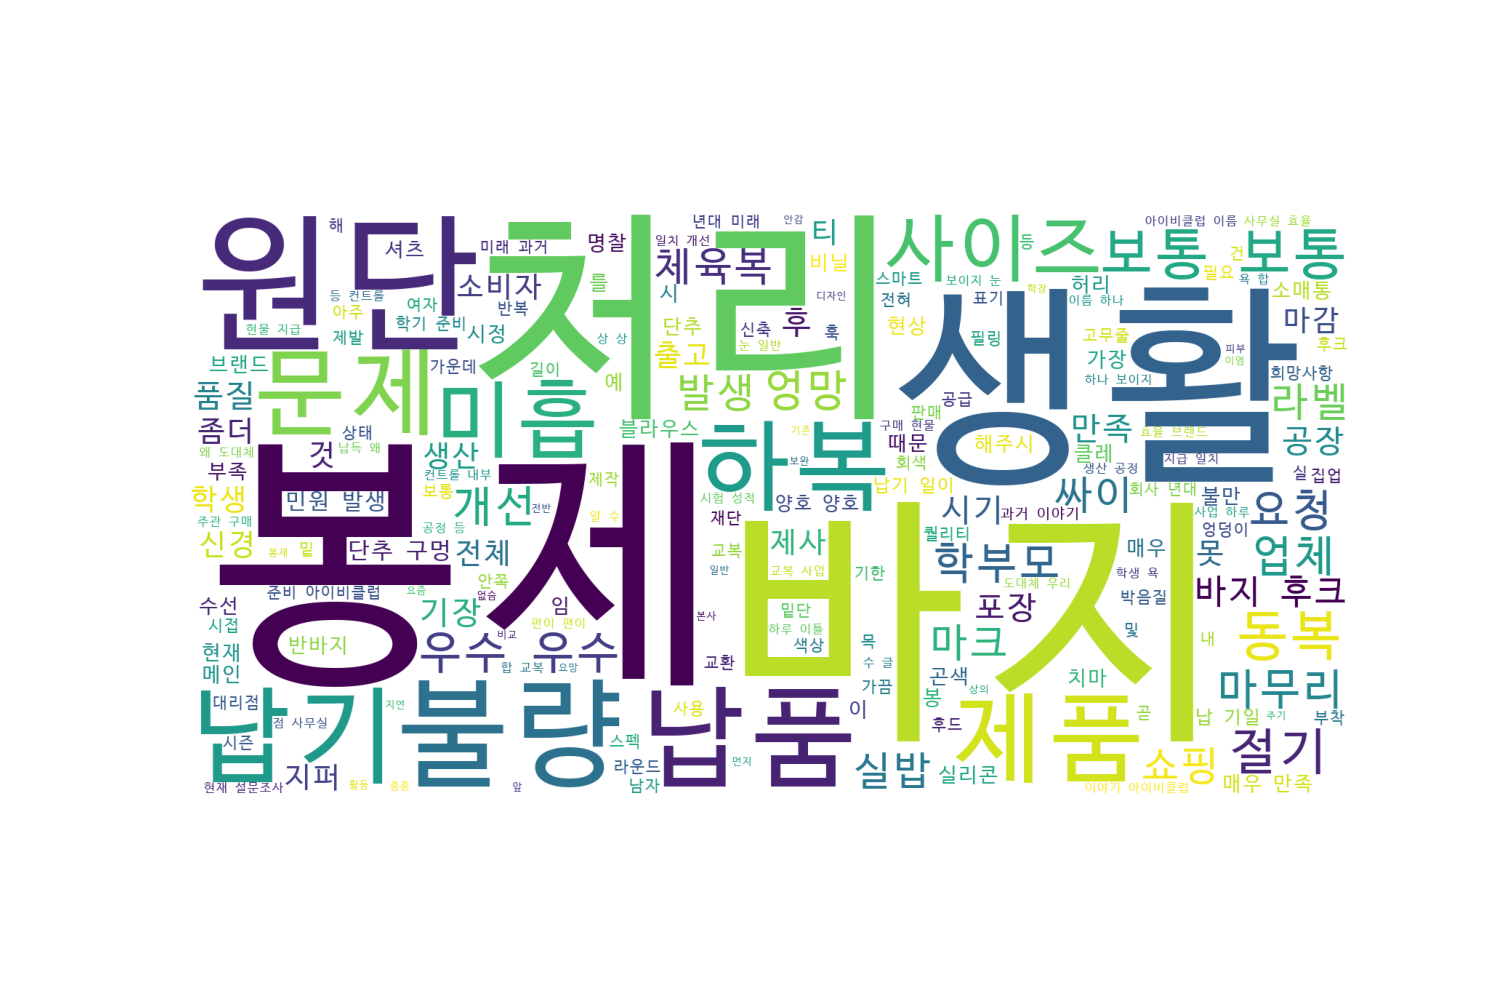 원단
처리
생활
봉제
바지
사이즈
보통 보통
문제
미흡
하복
납기
불량
납품
제품
해
셔츠
미래 과거
명찰
년대 미래
안감
일치 개선
체육복
티
비닐
등
아이비클럽 이름
사무실 효율
건
필요
욕 합
소비자
를
시
등 컨트롤
여자
반복
아주
현물 지급
제발
학기 준비
시정
상 상
단추
신축
후
훅
디자인
스마트
보이지 눈
전혀
표기
확장
허리
이름 하나
소매통
마감
현상
필링
고무줄
후크
브랜드
가운데
길이
출고
눈 일반
예
가장
피부
이염
하나 보이지
희망사항
품질
발생
엉망
공급
판매
라벨
좀더
상태
블라우스
기존
구매 현물
만족
효율 브랜드
왜 도대체
납득 왜
것
생산
때문
해주시
클레
공장
부족
컨트롤 내부
보완
회색
생산 공정
지급 일치
실
집업
학생
민원 발생
보통
개선
제작
시험 성적
양호 양호
납기 일이
싸이
회사 년대
불만
요청
주관 구매
전반
알 수
재단
시기
과거 이야기
사업 하루
신경
공정 등
퀄리티
엉덩이
봉재 밑
단추 구멍
전체
교복
제사
학부모
매우
못
업체
안쪽
일반
교복 사업
기한
도대체 우리
학생 욕
준비 아이비클럽
요즘
없슴
바지 후크
수선
기장
임
본사
밑단
포장
박음질
시접
편이 편이
비교
하루 이틀
마크
및
동복
반바지
우수 우수
색상
목
내
현재
메인
합 교복
요망
교환
수 글
곤색
치마
마무리
가끔
상의
대리점
지연
사용
이
봉
곧
납 기일
주기
부착
점 사무실
후드
시즌
스펙
절기
지퍼
라운드
먼지
실밥
실리콘
쇼핑
현재 설문조사
활동
종종
앞
남자
이야기 아이비클럽
매우 만족